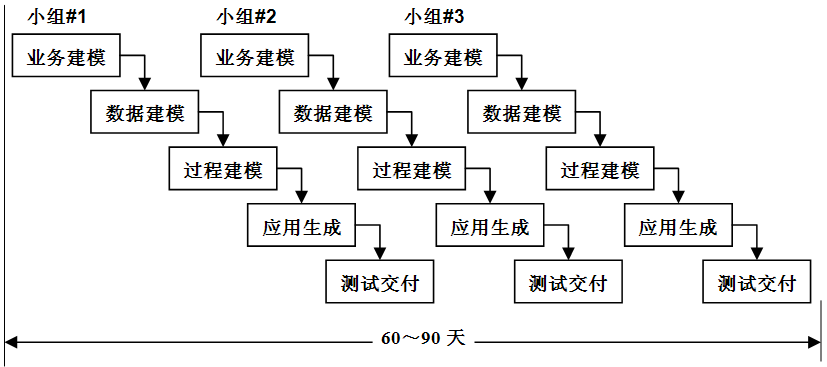 小组#1 小组#2 小组#3
业务建模 业务建模 业务建模
数据建模 数据建模 数据建模
过程建模 过程建模 过程建模
应用生成 应用生成 应用生成
测试交付 测试交付 测试交付
60～90 天